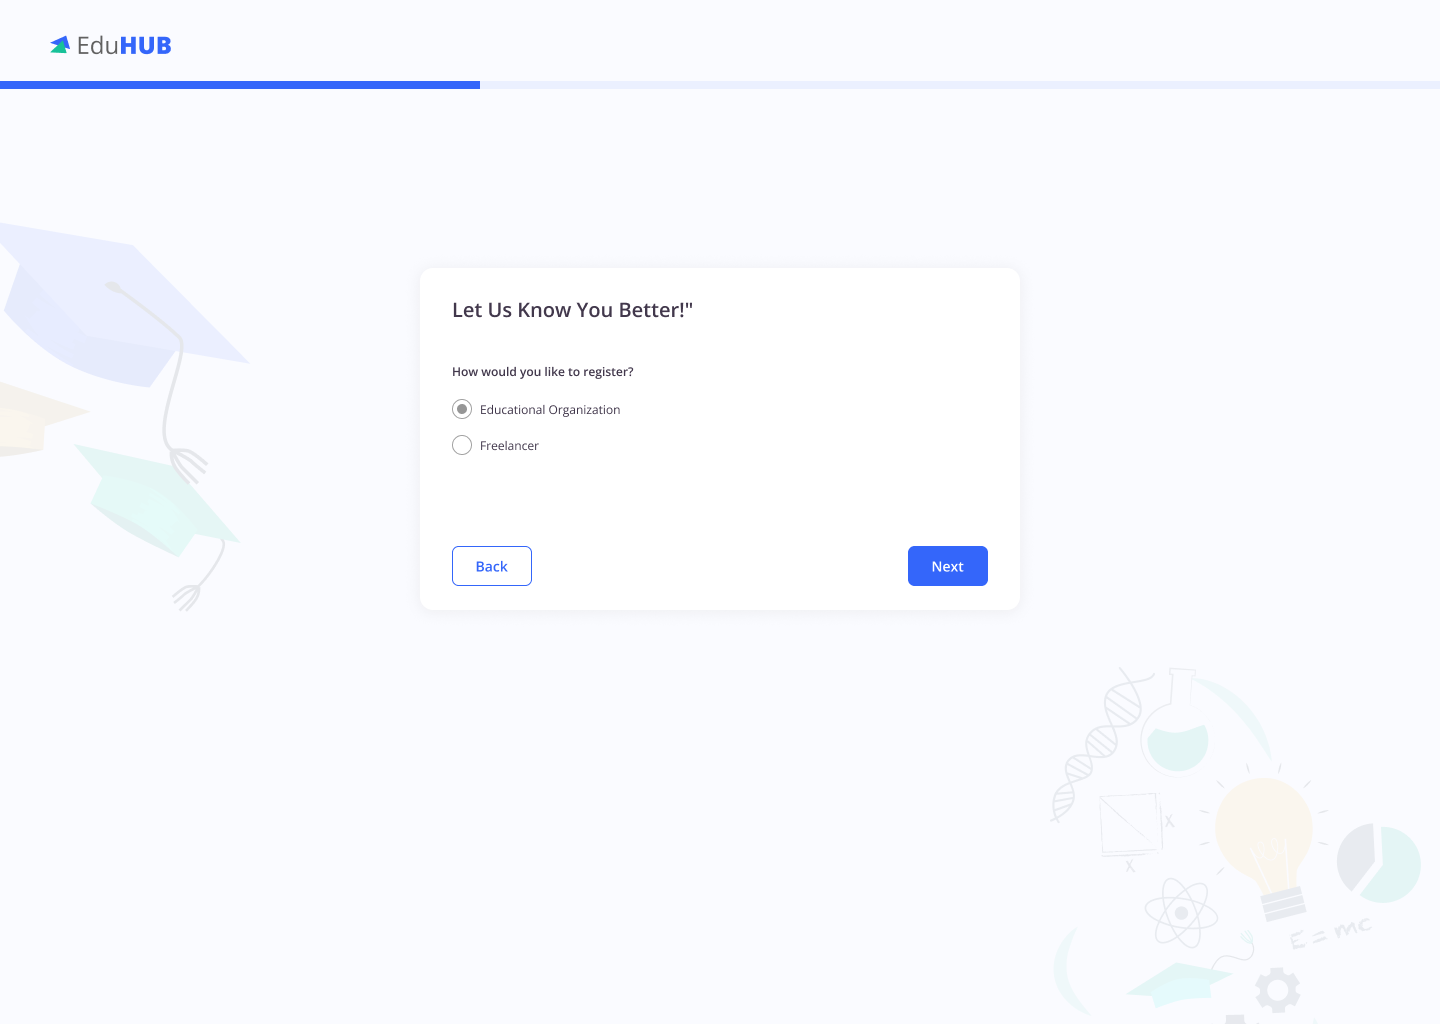 EduHUB
Let Us Know You Better!"
How would you like to register?
Educational Organization
Freelancer
Back
Next
X
X
E = mc